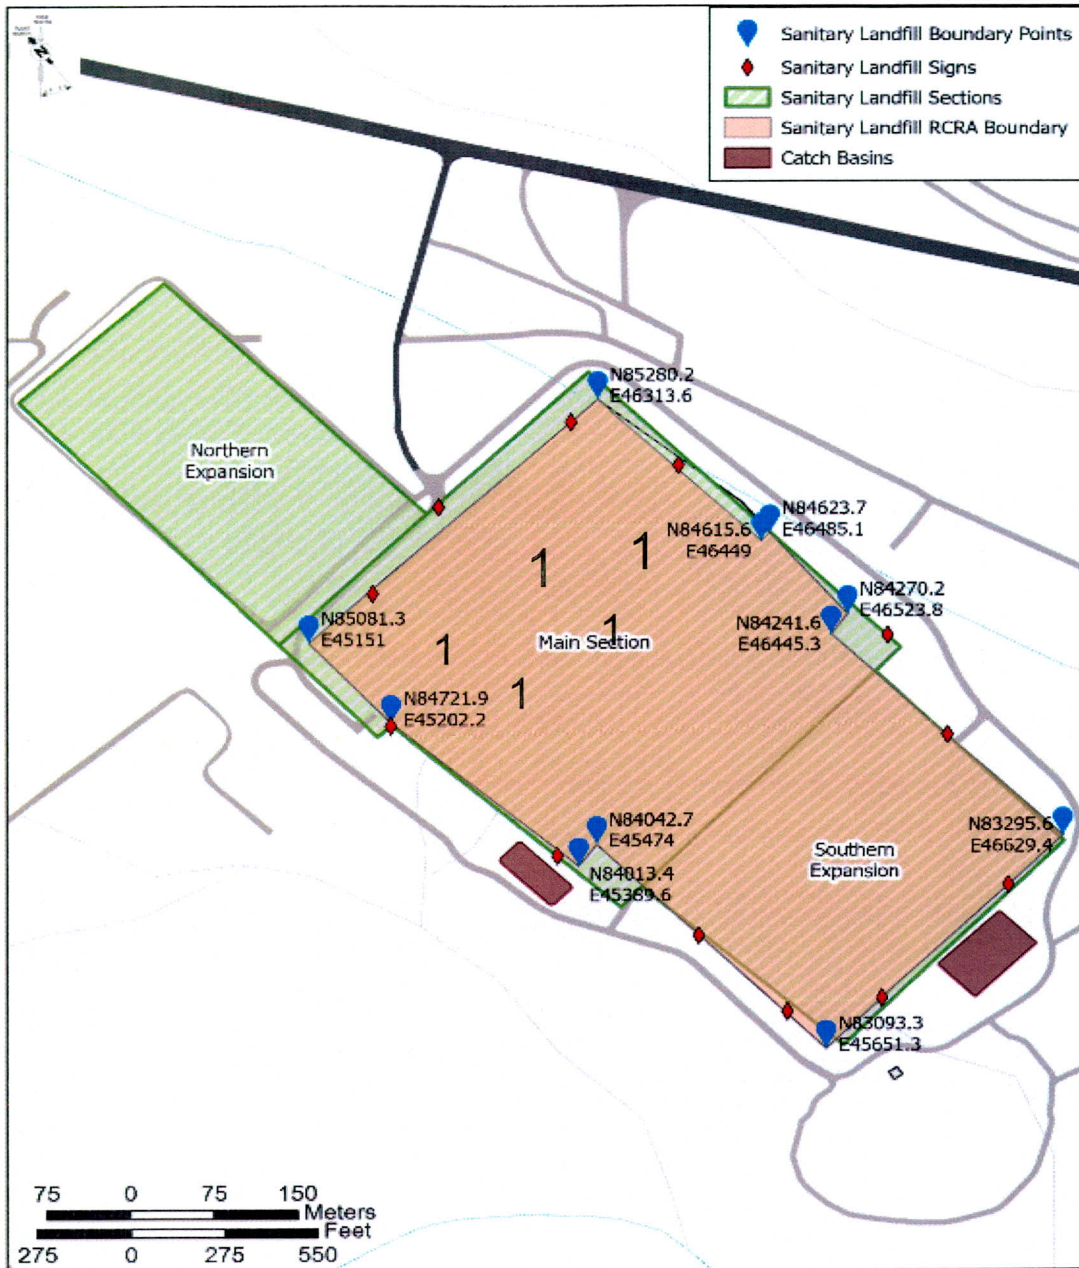 Sanitary Landfill Boundary Points
Sanitary Landfill Signs
Sanitary Landfill Sections
Sanitary Landfill RCRA Boundary
Catch Basins
N
N85280.2
E46313.6
Northern
Expansion
N84623.7
E46485.1
N84615.6
E46449
1
1
N84270.2
E46523.8
N85081.3
E45151
N84241.6
E46445.3
1
Main Section
1
1
N84721.9
E45202.2
N84042.7
E45474
N83295.6
E46629.4
Southern
Expansion
N84013.4
E45389.6
N83093.3
E45651.3
75 0 75 150
Meters
Feet
275 0 275 550